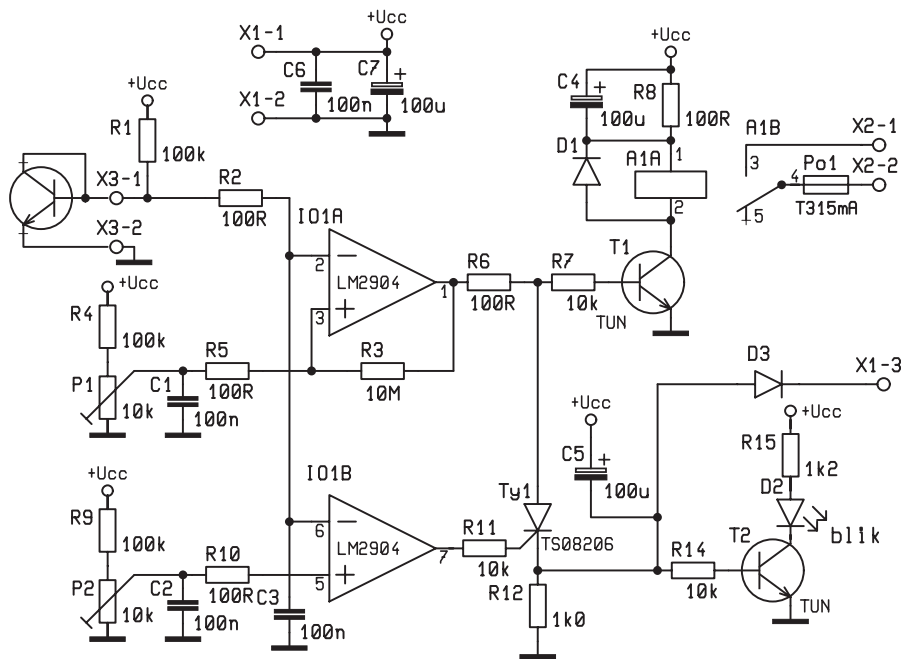 X1-1
+Ucc
C6
C7
+
100n
100u
X1-2
+Ucc
R1
100k
X3-1
R2
100R
X3-2
+Ucc
C4
+
100u
R8
100R
D1
A1A
1
2
A1B
3
4
5
X2-1
Po1
X2-2
T315mA
IO1A
2
LM2904
1
3
R6
100R
R7
10k
T1
TUN
+Ucc
R4
100k
P1
10k
C1
100n
R5
100R
R3
10M
D3
X1-3
+Ucc
R9
100k
P2
10k
C2
100n
R10
100R
C3
100n
IO1B
6
LM2904
7
5
R11
10k
Ty1
TS08206
R12
1k0
+Ucc
C5
+
100u
+Ucc
R15
1k2
D2
blik
R14
10k
T2
TUN